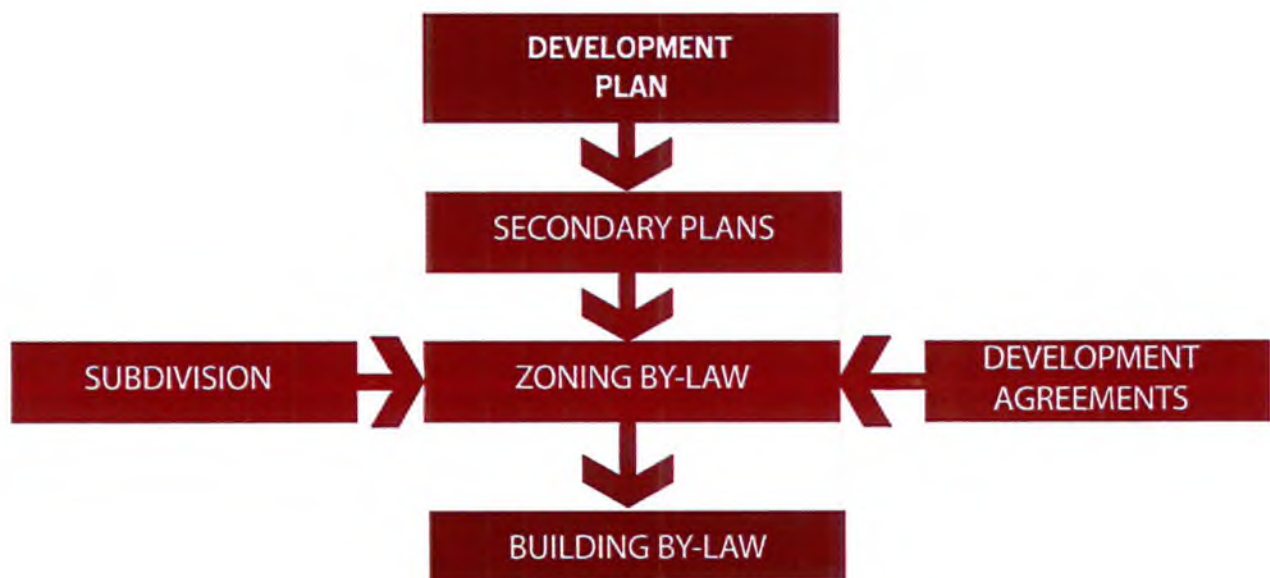 DEVELOPMENT
PLAN
SECONDARY PLANS
SUBDIVISION
ZONING BY-LAW
DEVELOPMENT
AGREEMENTS
BUILDING BY-LAW